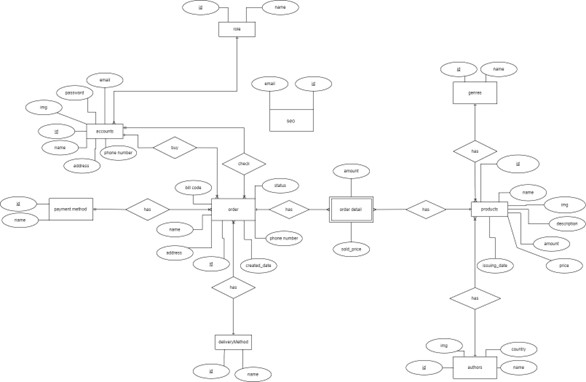 id
name
role
email
password
img
id
accounts
name
phone number
address
buy
check
email
id
seo
id
name
genres
has
id
name
img
description
products
amount
issuing_date
price
amount
order detail
sold_price
has
has
bill code
status
order
name
phone number
address
id
created_date
id
payment method
name
has
has
deliveryMethod
id
name
has
img
country
id
authors
name